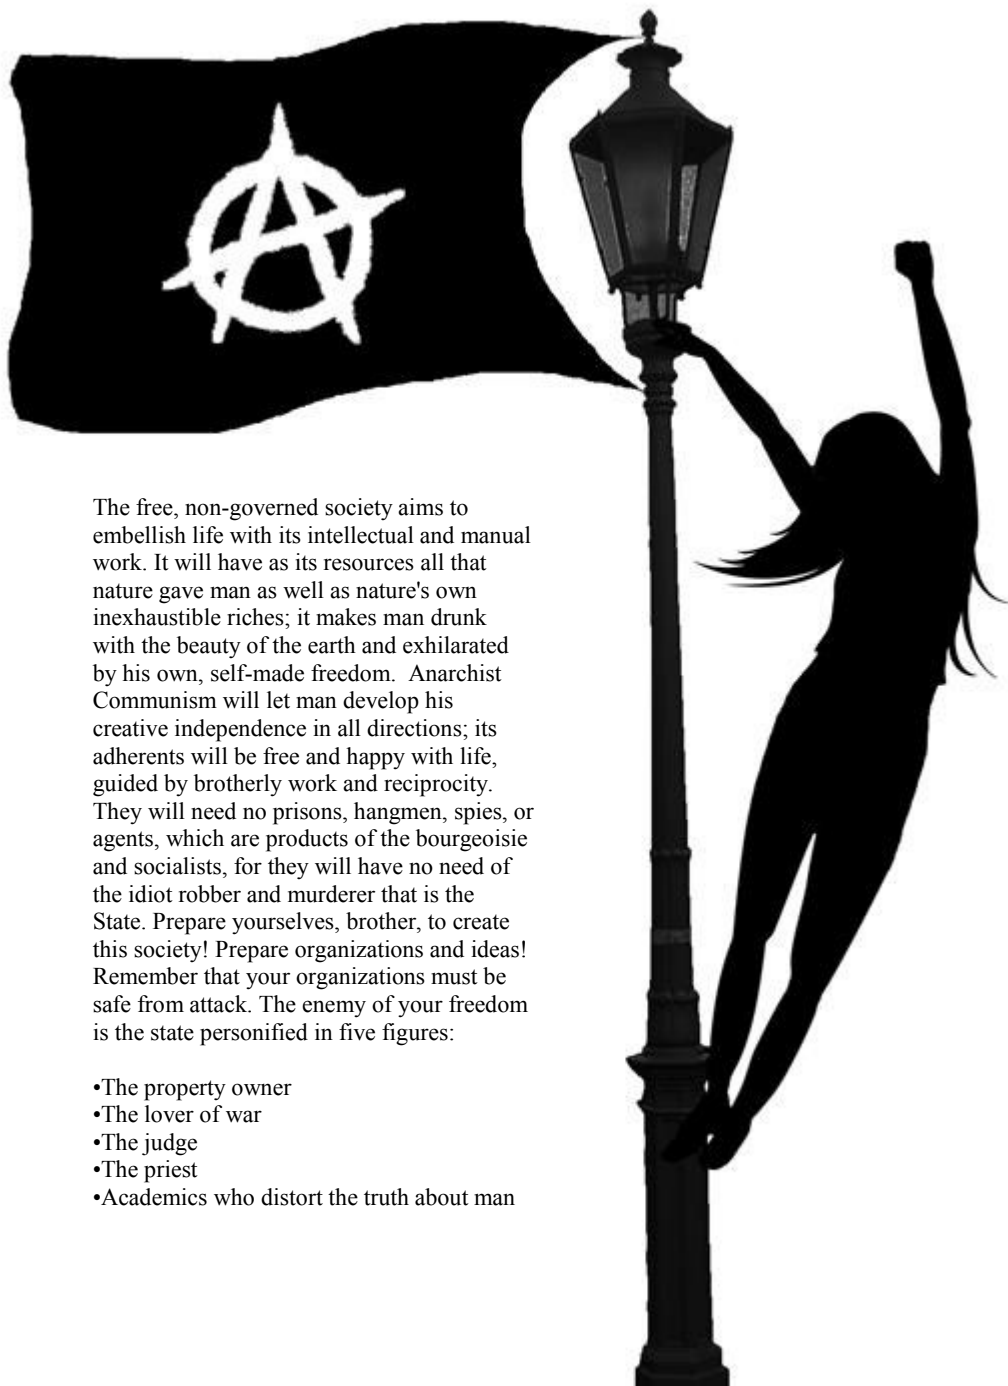 The free, non-governed society aims to
embellish life with its intellectual and manual
work. It will have as its resources all that
nature gave man as well as nature's own
inexhaustible riches; it makes man drunk
with the beauty of the earth and exhilarated
by his own, self-made freedom.  Anarchist
Communism will let man develop his
creative independence in all directions; its
adherents will be free and happy with life,
guided by brotherly work and reciprocity.
They will need no prisons, hangmen, spies, or
agents, which are products of the bourgeoisie
and socialists, for they will have no need of
the idiot robber and murderer that is the
State. Prepare yourselves, brother, to create
this society! Prepare organizations and ideas!
Remember that your organizations must be
safe from attack. The enemy of your freedom
is the state personified in five figures:
•The property owner
•The lover of war
•The judge
•The priest
•Academics who distort the truth about man